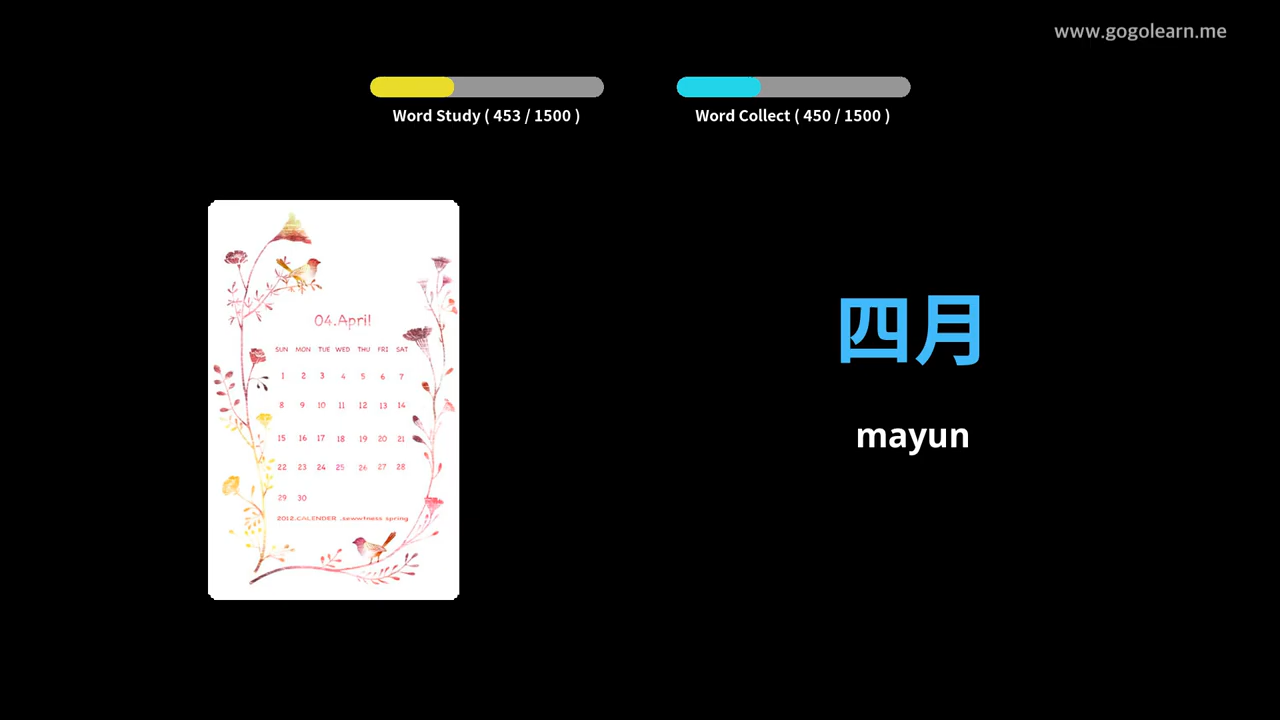 www.gogolearn.me
Word Study ( 453 / 1500 )
Word Collect ( 450 / 1500 )
04.April
SUN MON TUE WED THU FRI SAT
1 2 3 4 5 6 7
8 9 10 11 12 13 14
15 16 17 18 19 20 21
22 23 24 25 26 27 28
29 30
2012.CALENDER .sewwtness spring
四月
mayun